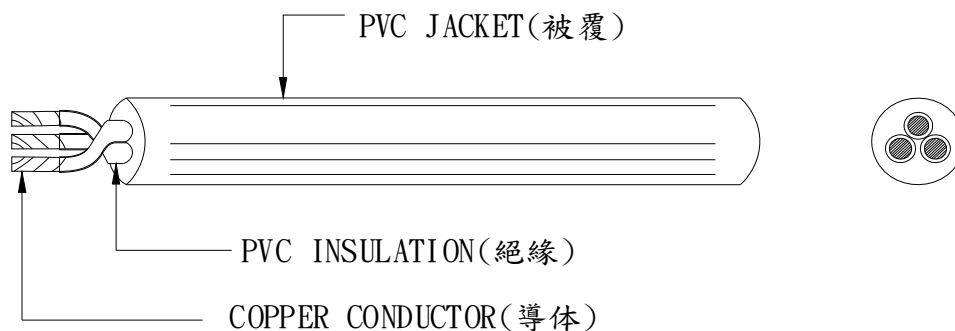 PVC JACKET(被覆)
PVC INSULATION(絕緣)
COPPER CONDUCTOR(導体)